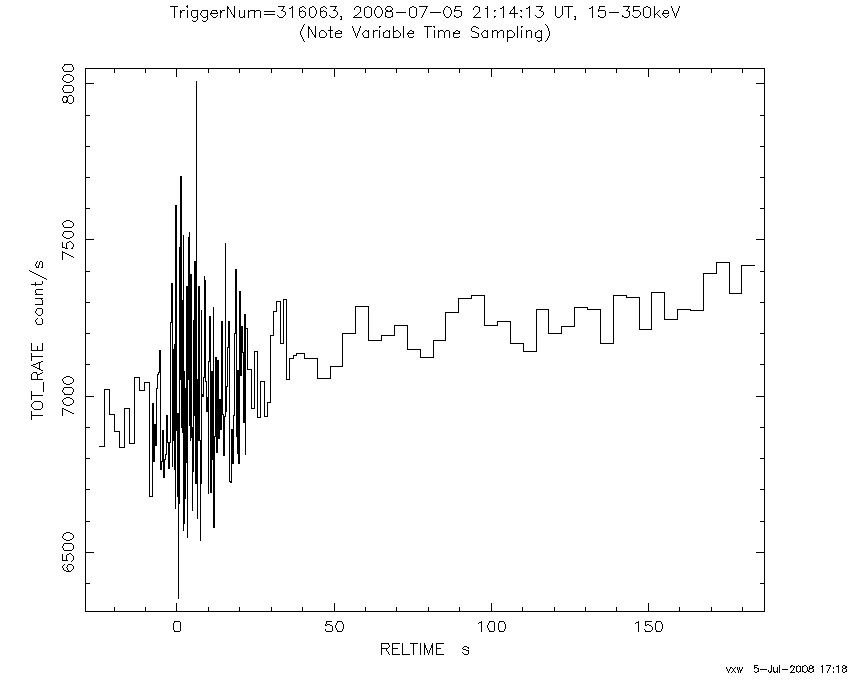 TriggerNum=316063, 2008-07-05 21:14:13 UT, 15-350keV
(Note Variable Time Sampling)
8000
7500
7000
6500
TOT_RATE count/s
0 50 100 150
RELTIME s
vxw 5-Jul-2008 17:18